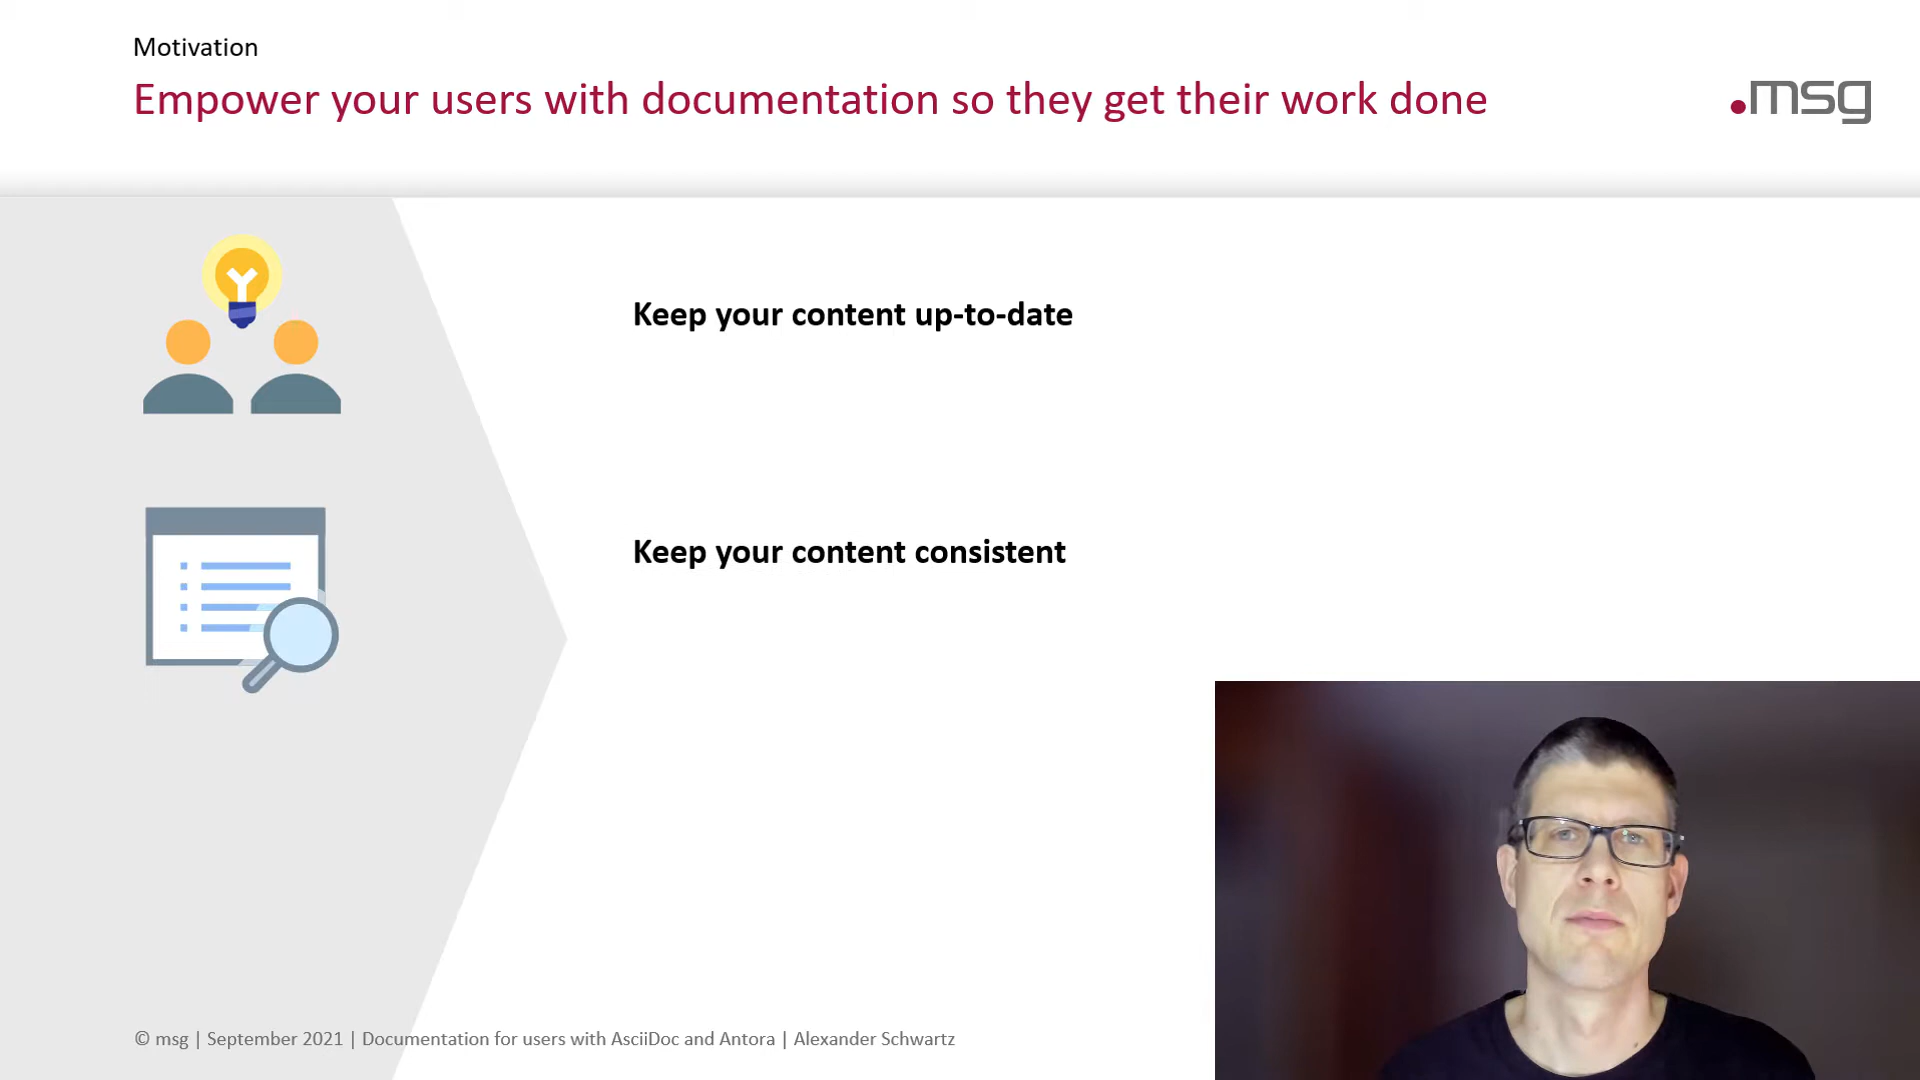 Motivation
Empower your users with documentation so they get their work done
.msg
Keep your content up-to-date
Keep your content consistent
© msg | September 2021 | Documentation for users with AsciiDoc and Antora | Alexander Schwartz